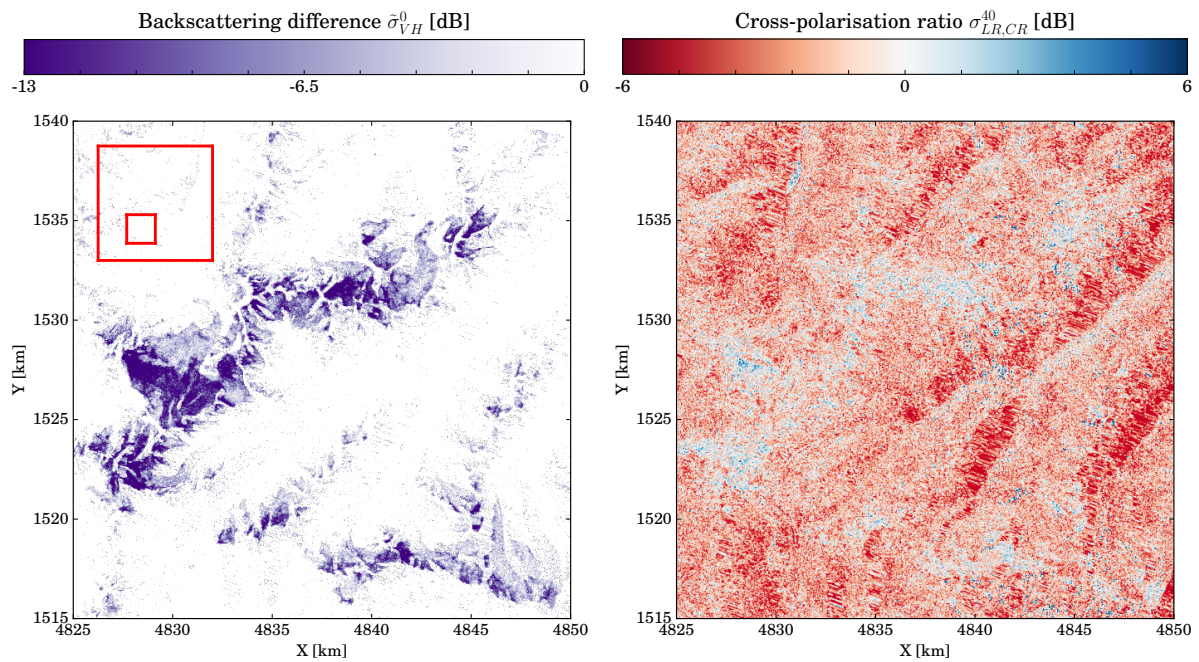 Backscattering difference σ̃⁰_VH [dB]
-13 -6.5 0
1540
1535
1530
1525
1520
1515
Y [km]
4825 4830 4835 4840 4845 4850
X [km]
Cross-polarisation ratio σ⁴⁰_LR,CR [dB]
-6 0 6
1540
1535
1530
1525
1520
1515
Y [km]
4825 4830 4835 4840 4845 4850
X [km]